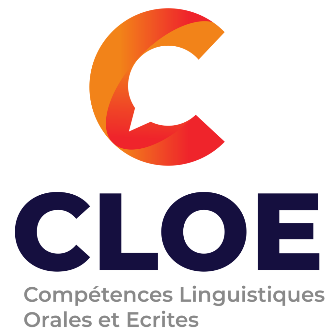 CLOE
Compétences Linguistiques
Orales et Ecrites